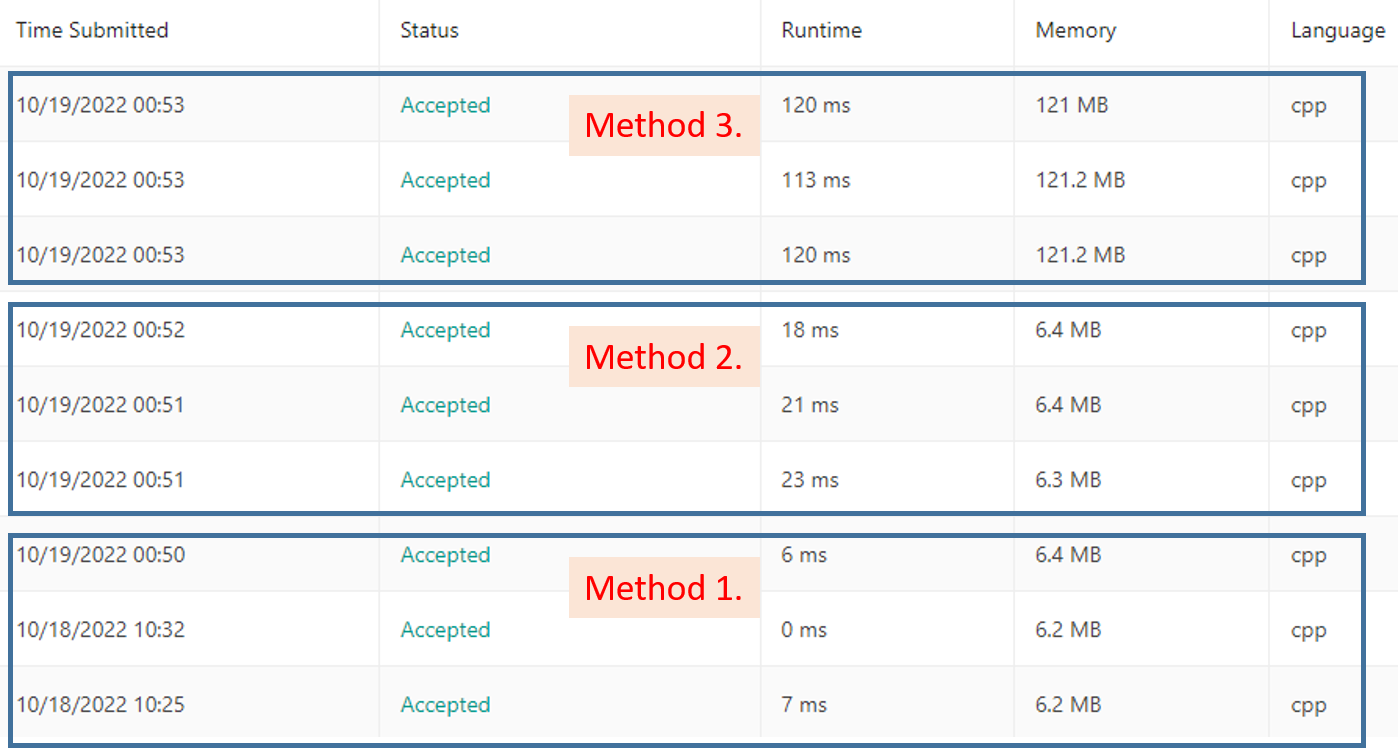 Time Submitted Status Runtime Memory Language
10/19/2022 00:53 Accepted 120 ms 121 MB cpp
Method 3.
10/19/2022 00:53 Accepted 113 ms 121.2 MB cpp
10/19/2022 00:53 Accepted 120 ms 121.2 MB cpp
10/19/2022 00:52 Accepted 18 ms 6.4 MB cpp
Method 2.
10/19/2022 00:51 Accepted 21 ms 6.4 MB cpp
10/19/2022 00:51 Accepted 23 ms 6.3 MB cpp
10/19/2022 00:50 Accepted 6 ms 6.4 MB cpp
Method 1.
10/18/2022 10:32 Accepted 0 ms 6.2 MB cpp
10/18/2022 10:25 Accepted 7 ms 6.2 MB cpp